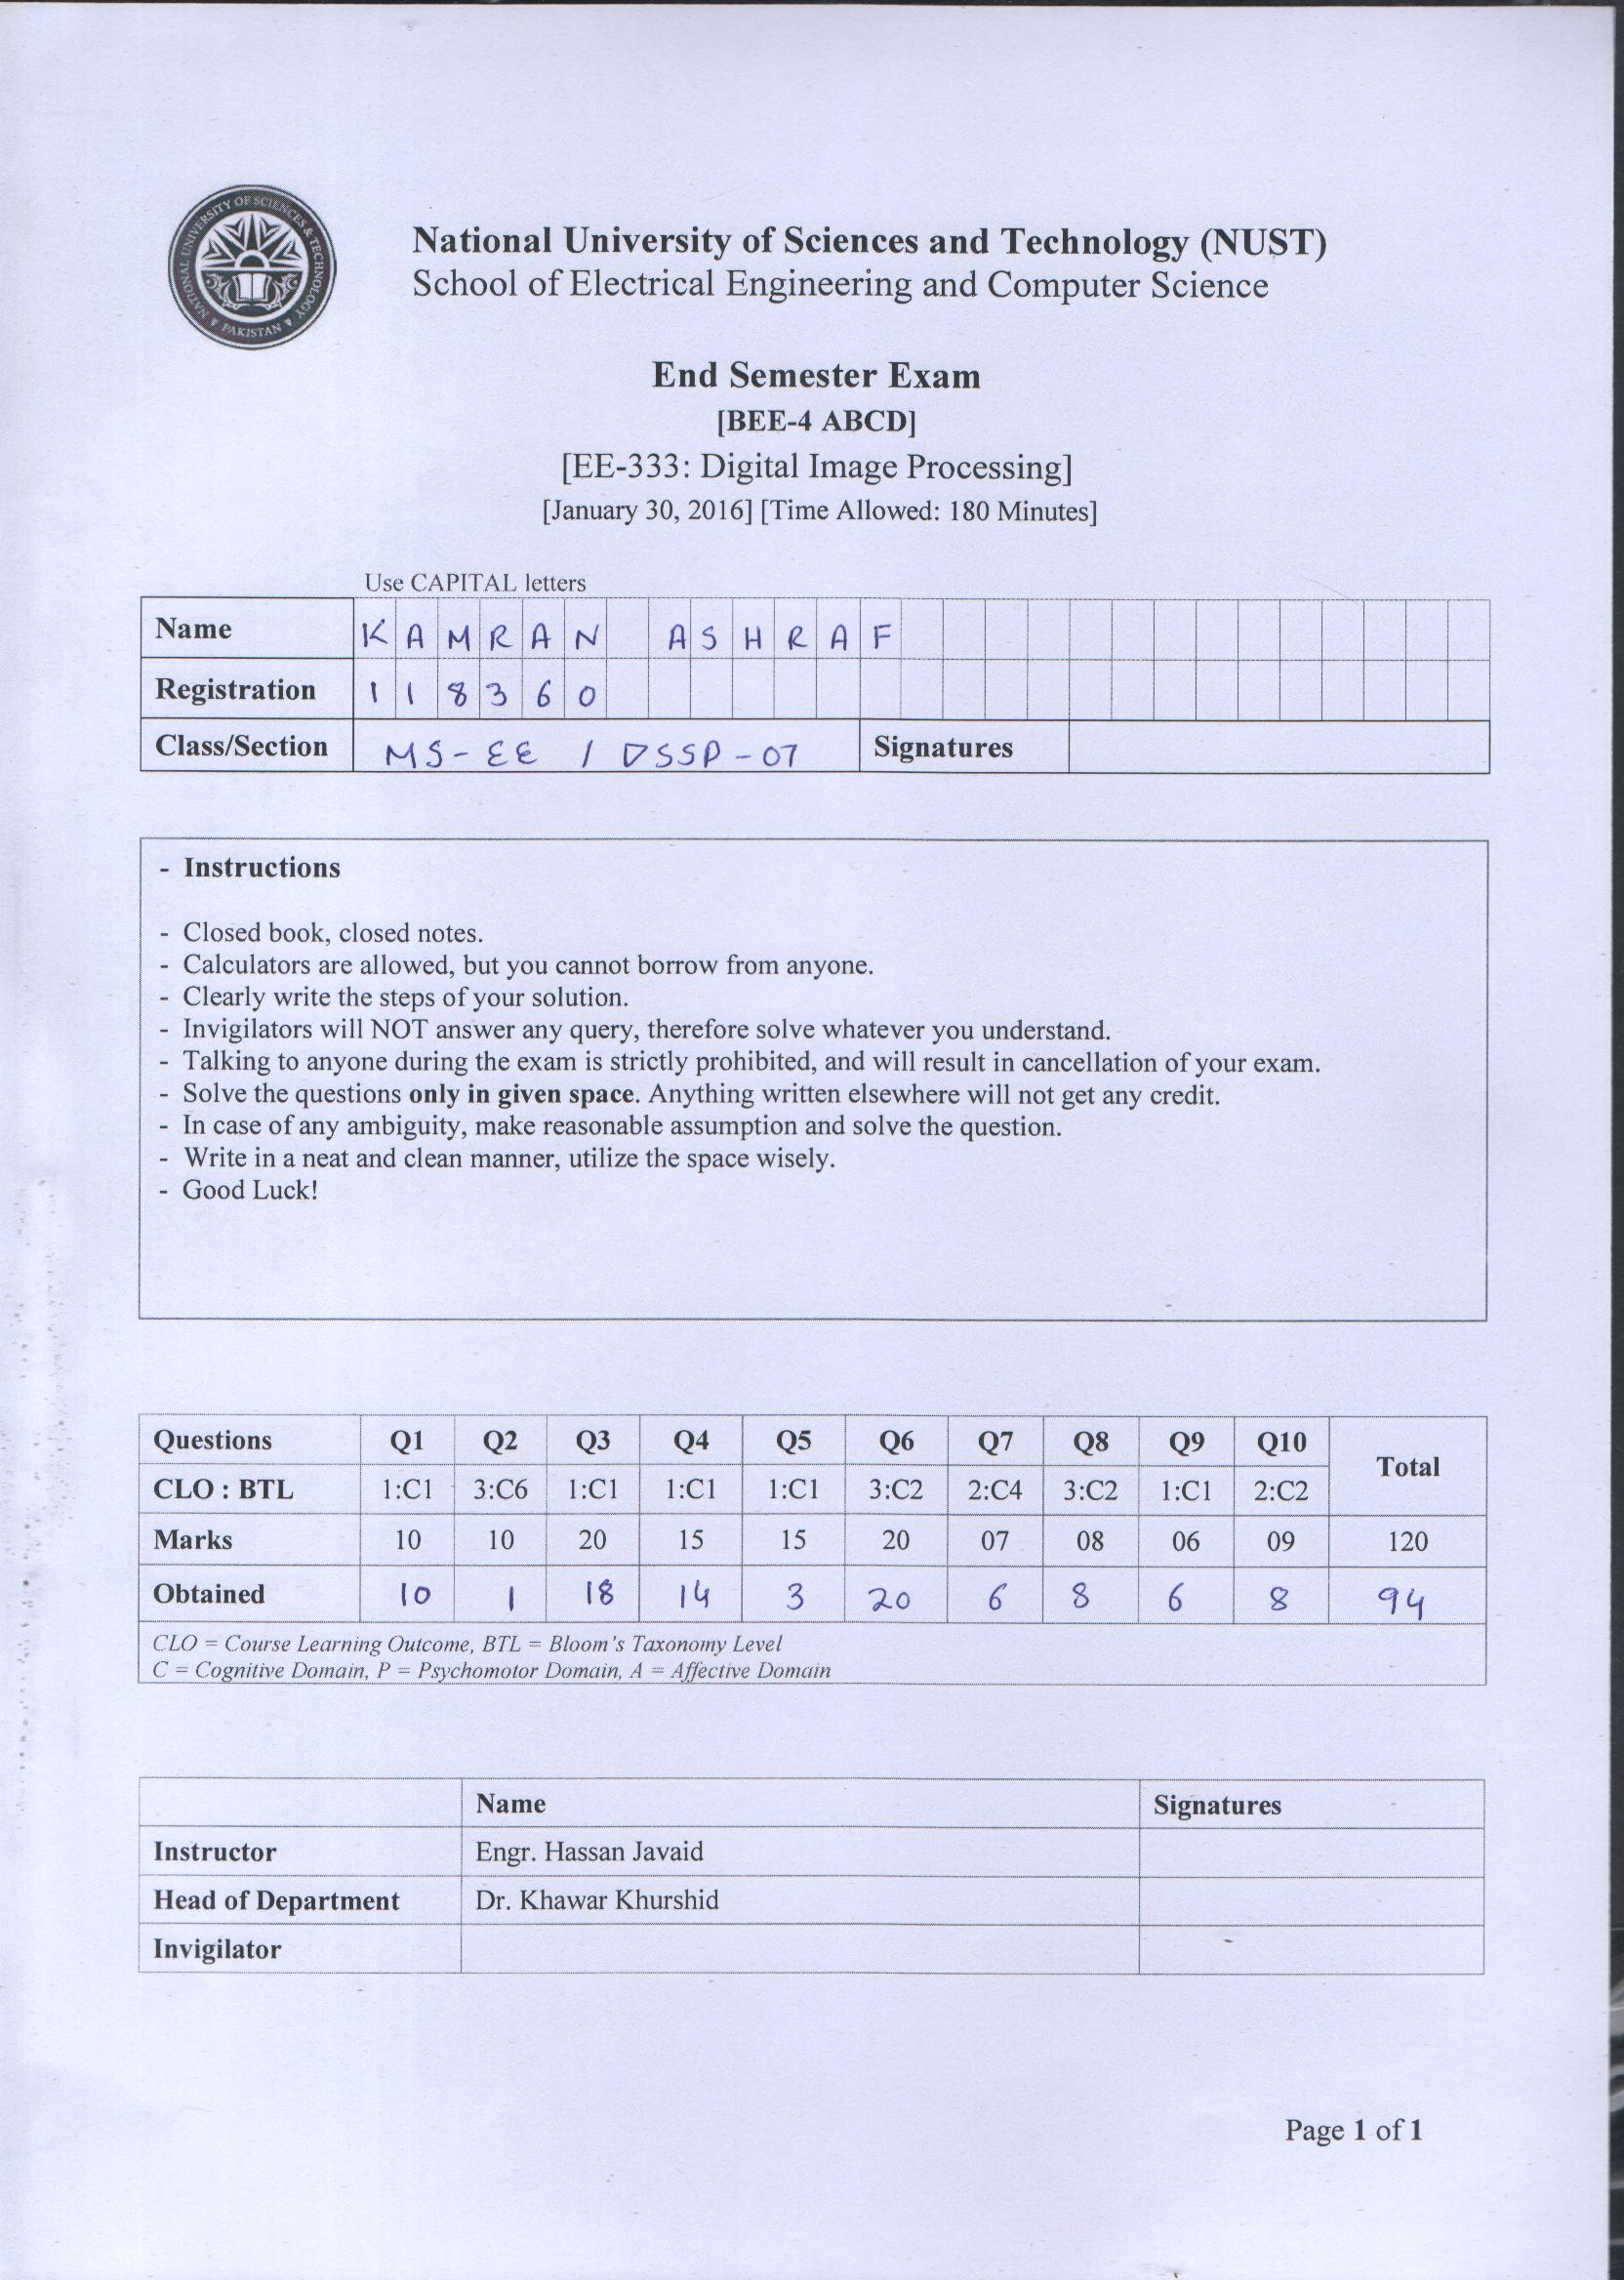 NATIONAL UNIVERSITY OF SCIENCES & TECHNOLOGY
PAKISTAN
National University of Sciences and Technology (NUST)
School of Electrical Engineering and Computer Science
End Semester Exam
[BEE-4 ABCD]
[EE-333: Digital Image Processing]
[January 30, 2016] [Time Allowed: 180 Minutes]
Use CAPITAL letters
Name KAMRAN ASHRAF
Registration 118360
Class/Section MS-EE / DSSP-07 Signatures
- Instructions
- Closed book, closed notes.
- Calculators are allowed, but you cannot borrow from anyone.
- Clearly write the steps of your solution.
- Invigilators will NOT answer any query, therefore solve whatever you understand.
- Talking to anyone during the exam is strictly prohibited, and will result in cancellation of your exam.
- Solve the questions only in given space. Anything written elsewhere will not get any credit.
- In case of any ambiguity, make reasonable assumption and solve the question.
- Write in a neat and clean manner, utilize the space wisely.
- Good Luck!
Questions Q1 Q2 Q3 Q4 Q5 Q6 Q7 Q8 Q9 Q10 Total
CLO : BTL 1:C1 3:C6 1:C1 1:C1 1:C1 3:C2 2:C4 3:C2 1:C1 2:C2
Marks 10 10 20 15 15 20 07 08 06 09 120
Obtained 10 1 18 14 3 20 6 8 6 8 94
CLO = Course Learning Outcome, BTL = Bloom's Taxonomy Level
C = Cognitive Domain, P = Psychomotor Domain, A = Affective Domain
Name Signatures
Instructor Engr. Hassan Javaid
Head of Department Dr. Khawar Khurshid
Invigilator
Page 1 of 1